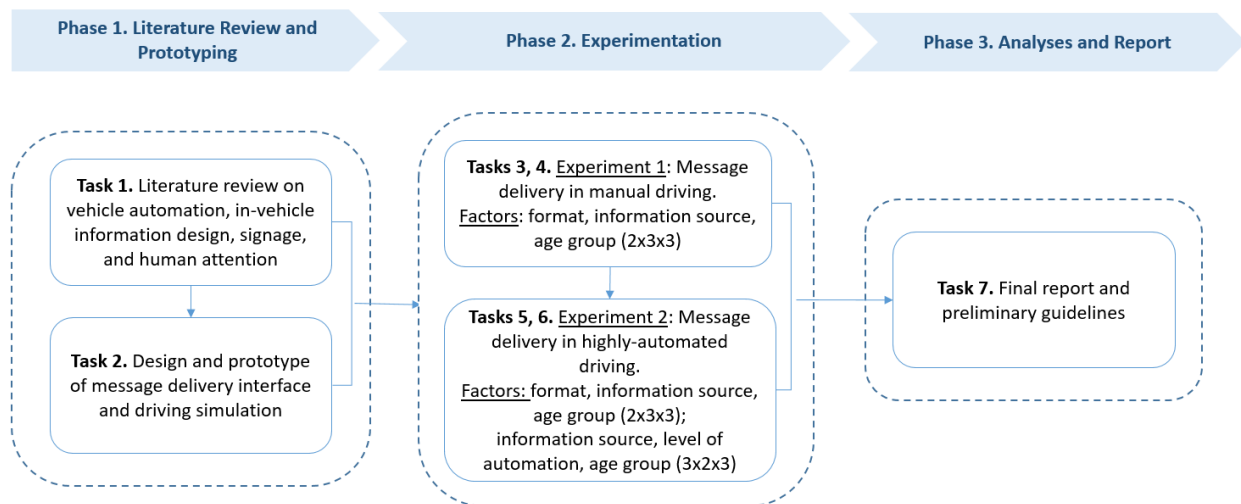 Phase 1. Literature Review and
Prototyping
Phase 2. Experimentation
Phase 3. Analyses and Report
Task 1. Literature review on
vehicle automation, in-vehicle
information design, signage,
and human attention
Task 2. Design and prototype
of message delivery interface
and driving simulation
Tasks 3, 4. Experiment 1: Message
delivery in manual driving.
Factors: format, information source,
age group (2x3x3)
Tasks 5, 6. Experiment 2: Message
delivery in highly-automated
driving.
Factors: format, information source,
age group (2x3x3);
information source, level of
automation, age group (3x2x3)
Task 7. Final report and
preliminary guidelines